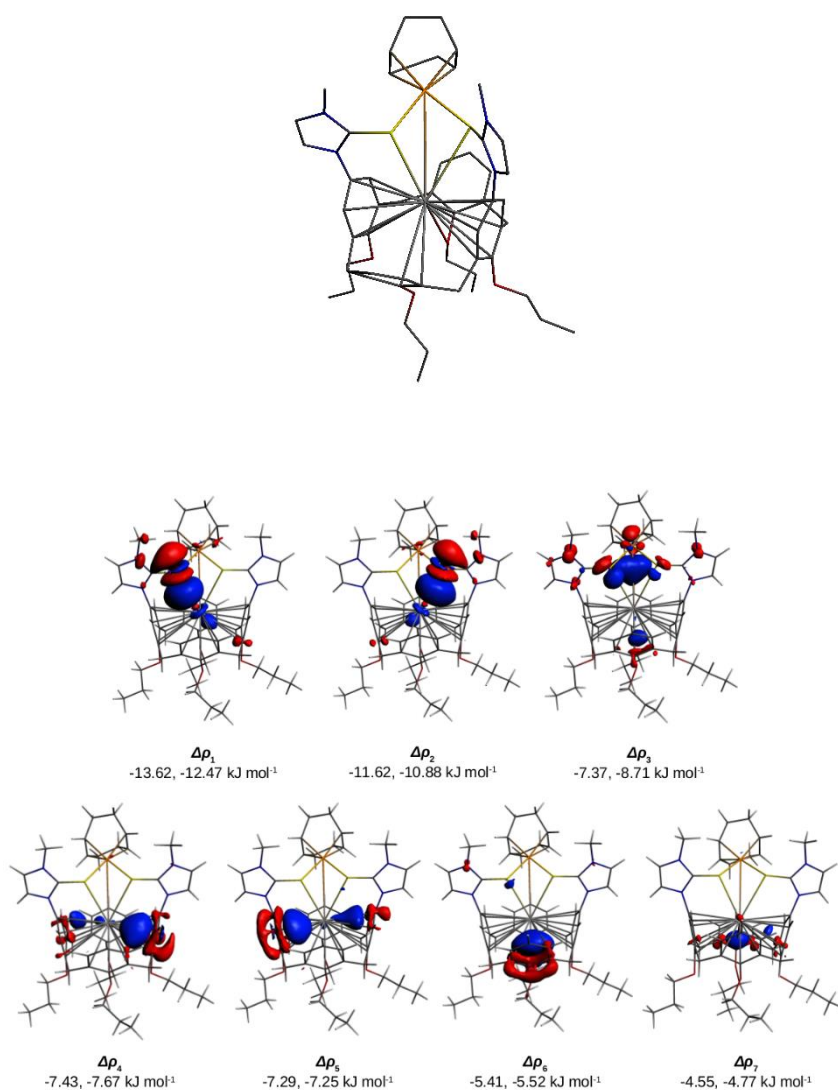 Δρ1
-13.62, -12.47 kJ mol-1
Δρ2
-11.62, -10.88 kJ mol-1
Δρ3
-7.37, -8.71 kJ mol-1
Δρ4
-7.43, -7.67 kJ mol-1
Δρ5
-7.29, -7.25 kJ mol-1
Δρ6
-5.41, -5.52 kJ mol-1
Δρ7
-4.55, -4.77 kJ mol-1